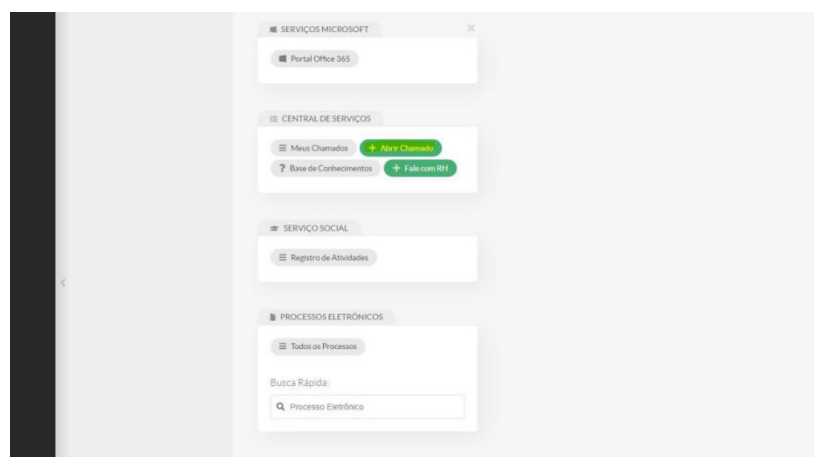 SERVIÇOS MICROSOFT
Portal Office 365
CENTRAL DE SERVIÇOS
Meus Chamados + Abrir Chamado
? Base de Conhecimentos + Fale com RH
SERVIÇO SOCIAL
Registro de Atividades
PROCESSOS ELETRÔNICOS
Todos os Processos
Busca Rápida:
Processo Eletrônico